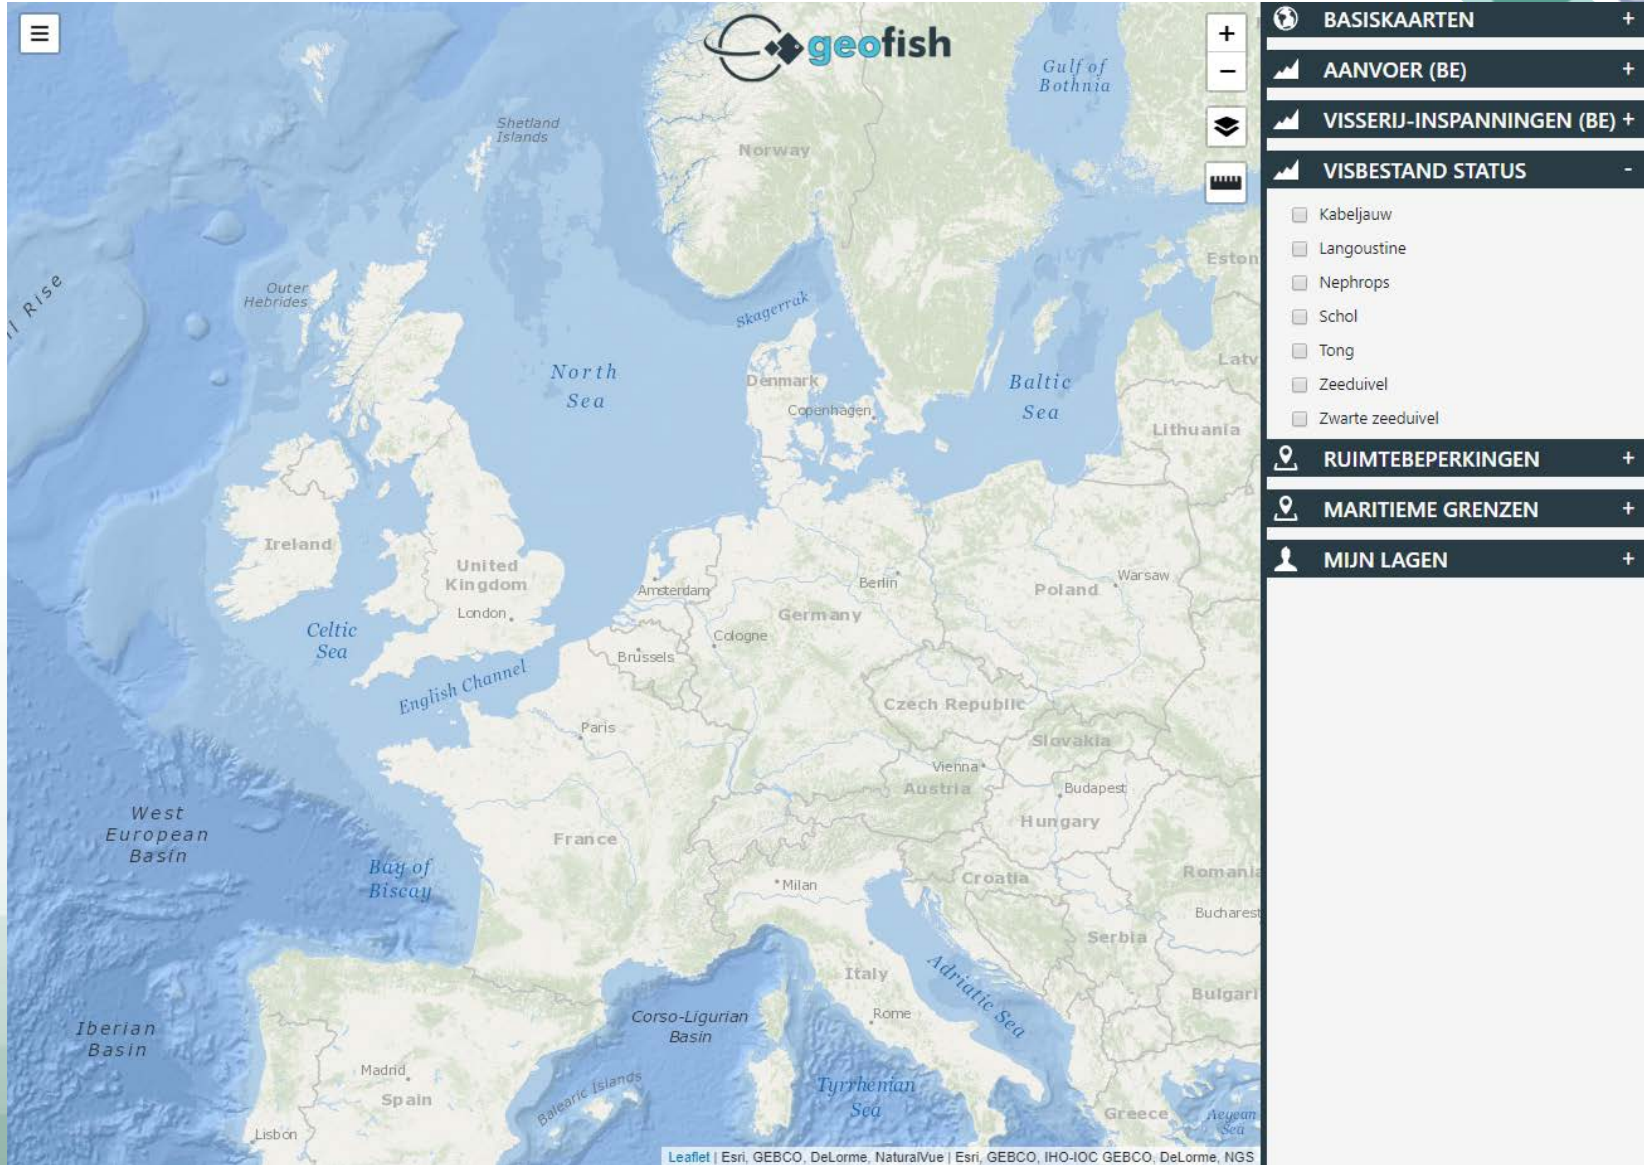 geofish
+
−
Gulf of
Bothnia
Shetland
Islands
Norway
Outer
Hebrides
Skagerrak
North
Sea
Denmark
Copenhagen
Baltic
Sea
Lithuania
Ireland
United
Kingdom
London
Amsterdam
Berlin
Warsaw
Poland
Germany
Celtic
Sea
Cologne
Brussels
English Channel
Czech Republic
Paris
Slovakia
Vienna
Austria
Budapest
Hungary
West
European
Basin
France
Bay of
Biscay
Milan
Croatia
Romania
Bucharest
Serbia
Italy
Adriatic Sea
Bulgari
Iberian
Basin
Corso-Ligurian
Basin
Rome
Madrid
Spain
Balearic Islands
Tyrrhenian
Sea
Greece
Aegean
Sea
Lisbon
il Rise
Eston
Latv
Leaflet | Esri, GEBCO, DeLorme, NaturalVue | Esri, GEBCO, IHO-IOC GEBCO, DeLorme, NGS
BASISKAARTEN +
AANVOER (BE) +
VISSERIJ-INSPANNINGEN (BE) +
VISBESTAND STATUS -
Kabeljauw
Langoustine
Nephrops
Schol
Tong
Zeeduivel
Zwarte zeeduivel
RUIMTEBEPERKINGEN +
MARITIEME GRENZEN +
MIJN LAGEN +